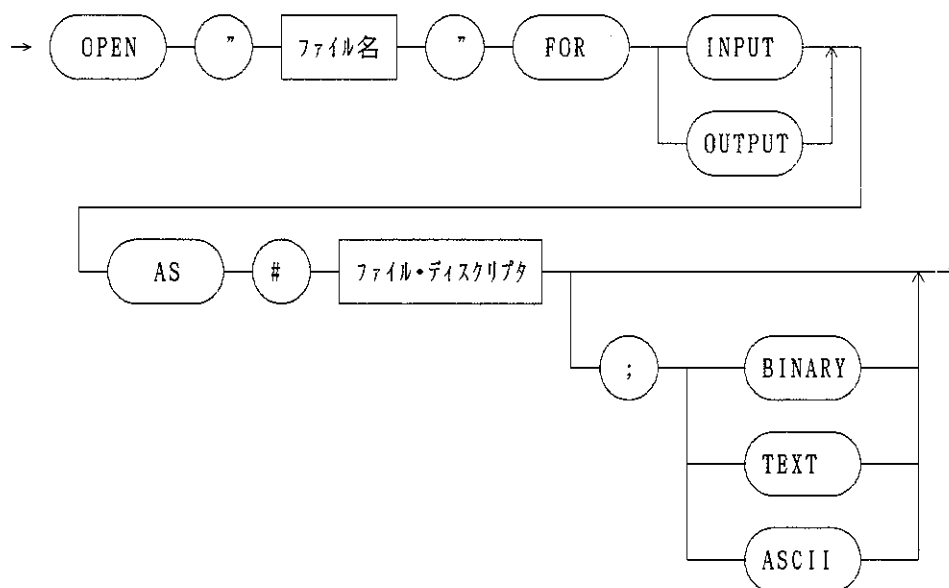 → OPEN " ファイル名 " FOR INPUT
OUTPUT
AS # ファイル・ディスクリプタ
; BINARY
TEXT
ASCII